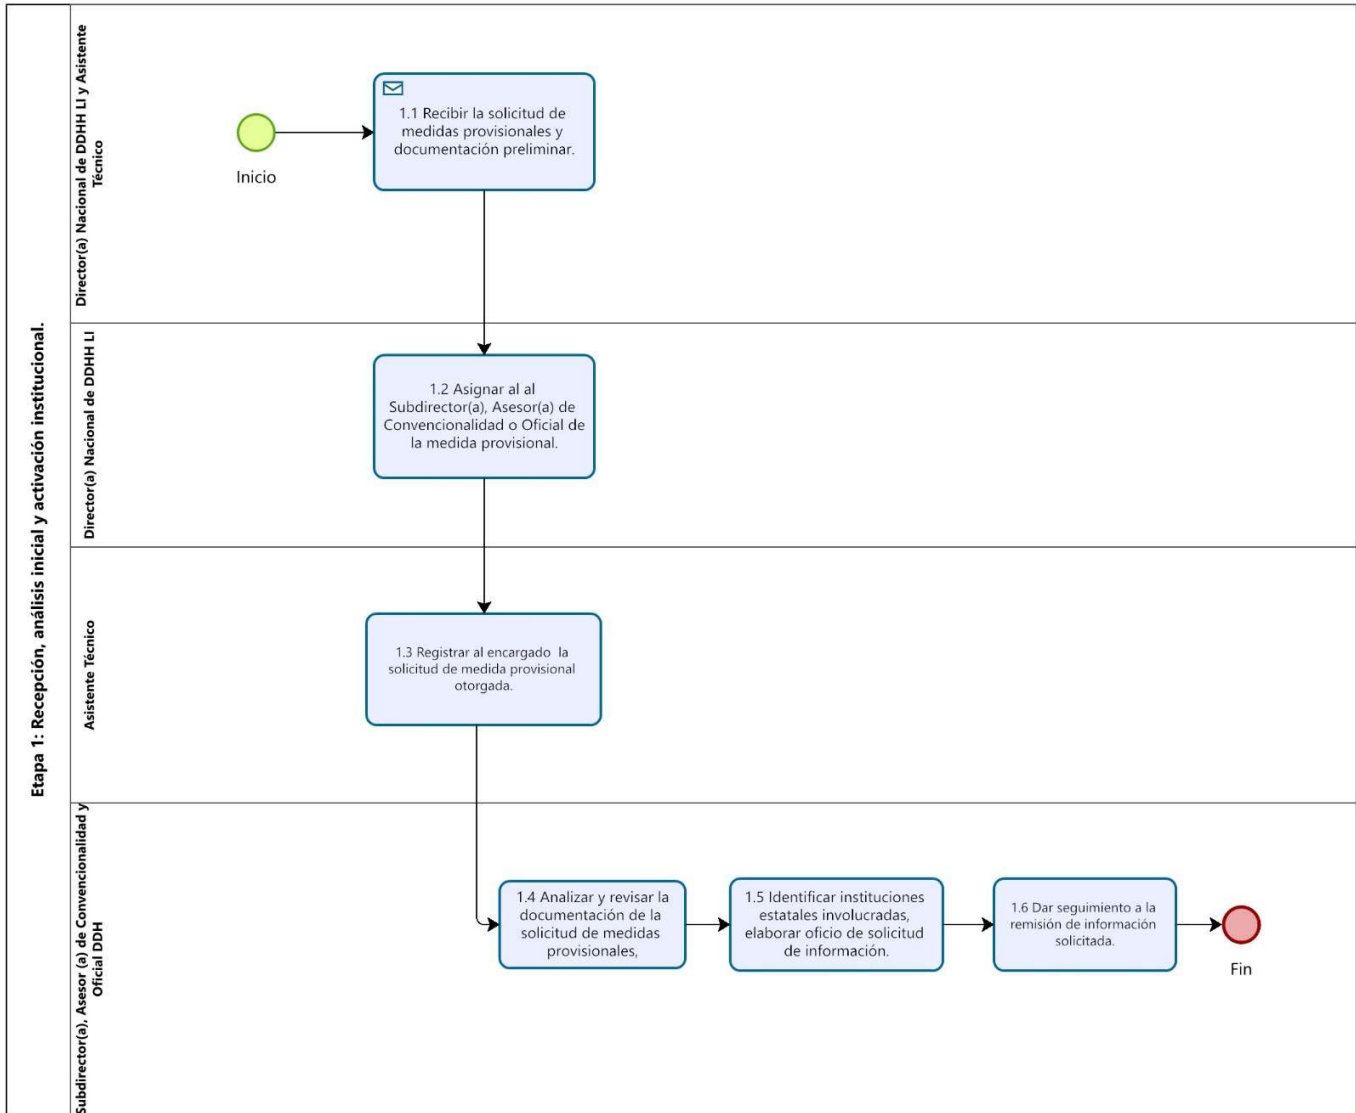 Etapa 1: Recepción, análisis inicial y activación institucional.
Director(a) Nacional de DDHH LI y Asistente
Técnico
Inicio
1.1 Recibir la solicitud de
medidas provisionales y
documentación preliminar.
Director(a) Nacional de DDHH LI
1.2 Asignar al al
Subdirector(a), Asesor(a) de
Convencionalidad o Oficial de
la medida provisional.
Asistente Técnico
1.3 Registrar al encargado la
solicitud de medida provisional
otorgada.
Subdirector(a), Asesor (a) de Convencionalidad y
Oficial DDH
1.4 Analizar y revisar la
documentación de la
solicitud de medidas
provisionales,
1.5 Identificar instituciones
estatales involucradas,
elaborar oficio de solicitud
de información.
1.6 Dar seguimiento a la
remisión de información
solicitada.
Fin